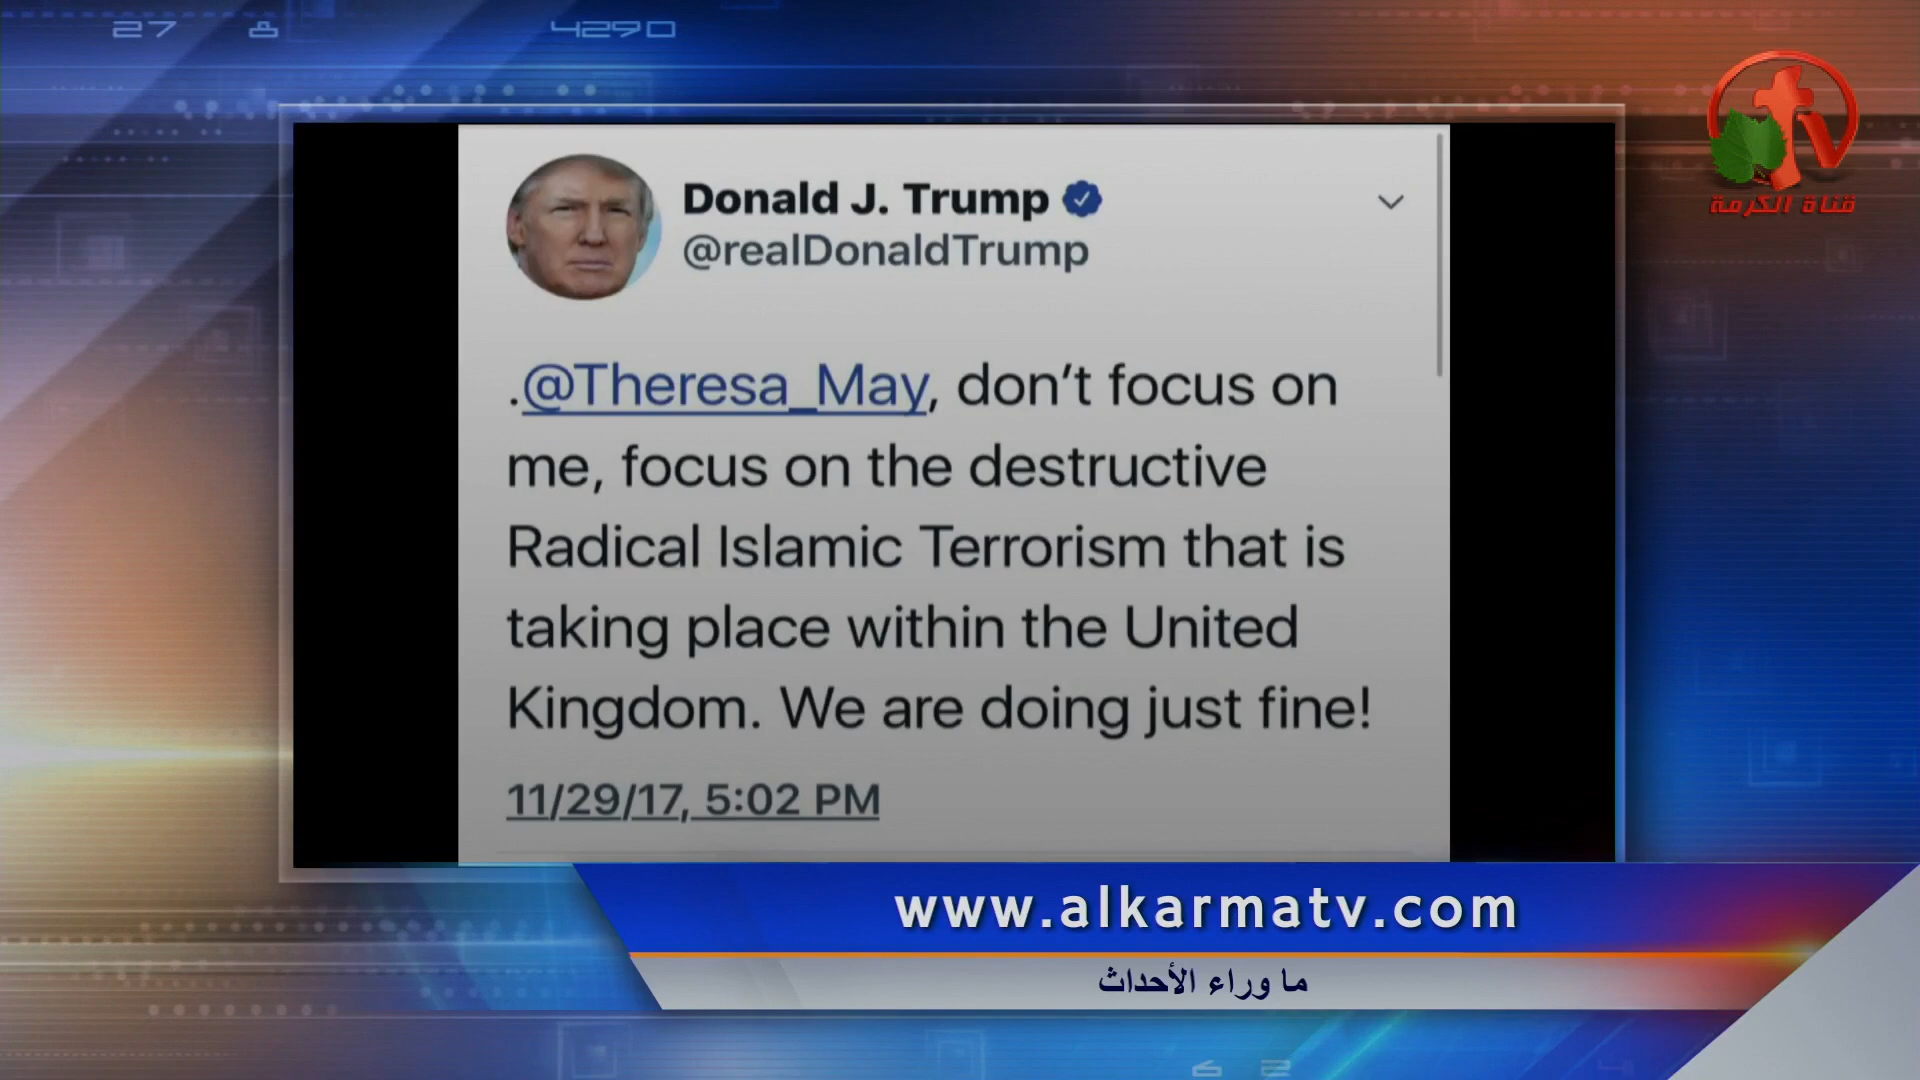 27
4290
tv
قناة الكرمة
Donald J. Trump
@realDonaldTrump
.@Theresa_May, don’t focus on
me, focus on the destructive
Radical Islamic Terrorism that is
taking place within the United
Kingdom. We are doing just fine!
11/29/17, 5:02 PM
www.alkarmatv.com
ما وراء الأحداث
6 2